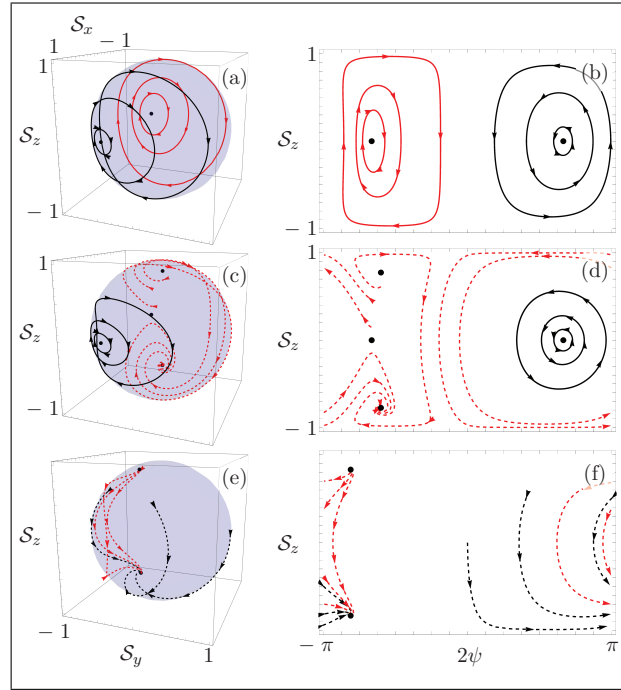 𝒮x − 1
1 1
1
(a)
(b)
𝒮z
𝒮z
− 1
− 1
1
1
(c)
(d)
𝒮z
𝒮z
− 1
− 1
(e)
(f)
𝒮z
𝒮z
− 1
𝒮y
1
− π
2ψ
π